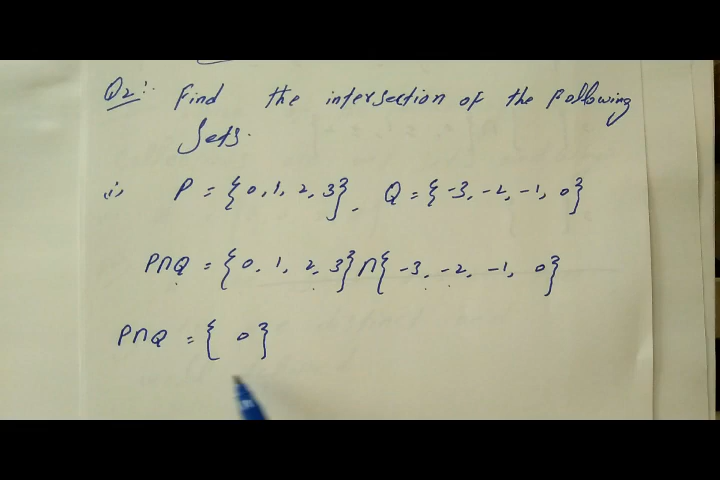 Q2:- Find the intersection of the following
Sets.
i, P = {0, 1, 2, 3}, Q = {-3, -2, -1, 0}
P∩Q = {0, 1, 2, 3} ∩ {-3, -2, -1, 0}
P∩Q = { 0}